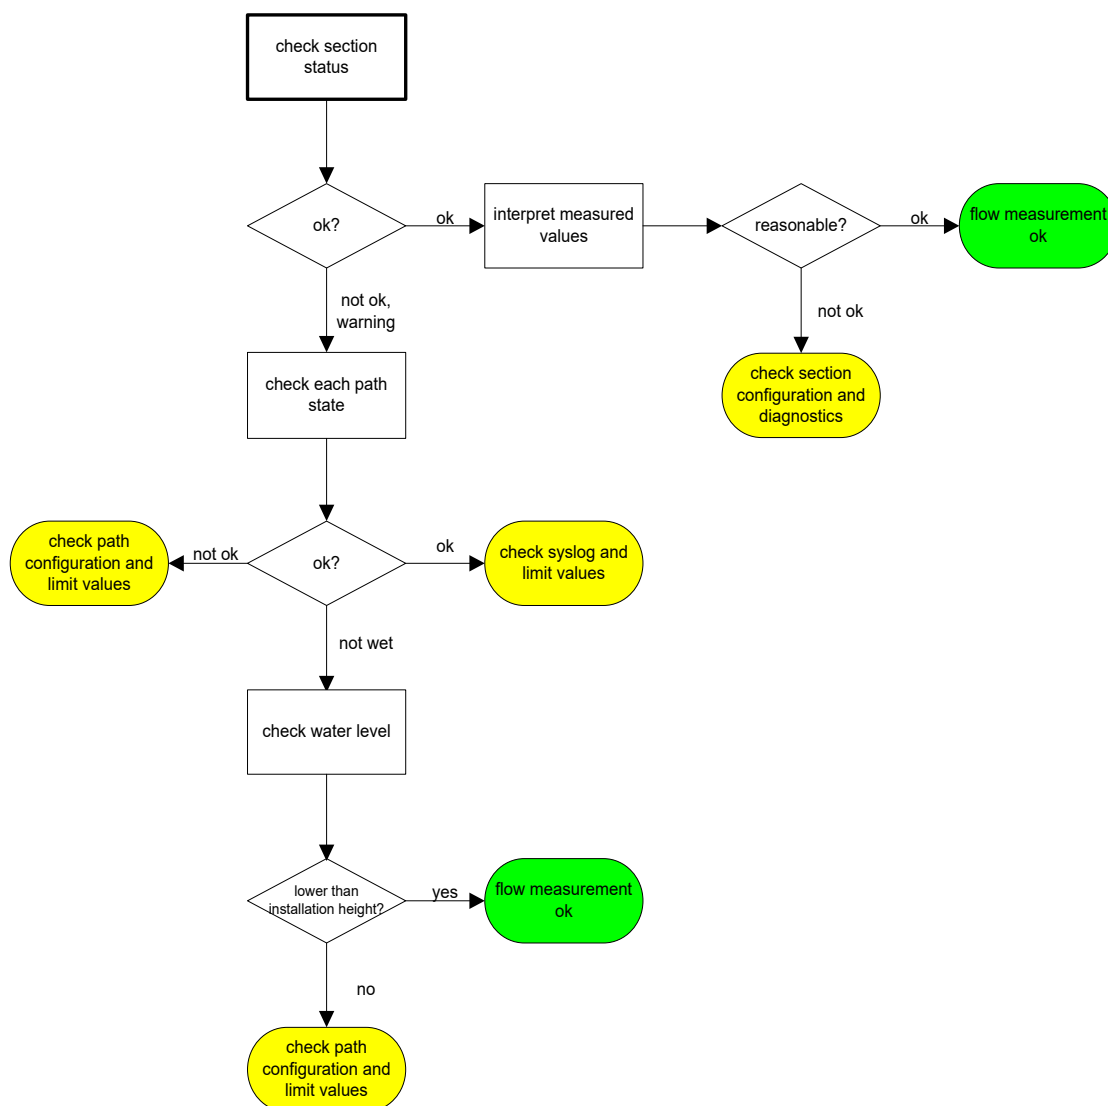 check section
status
ok?
ok
interpret measured
values
reasonable?
ok
flow measurement
ok
not ok,
warning
not ok
check each path
state
check section
configuration and
diagnostics
check path
configuration and
limit values
not ok
ok?
ok
check syslog and
limit values
not wet
check water level
lower than
installation height?
yes
flow measurement
ok
no
check path
configuration and
limit values